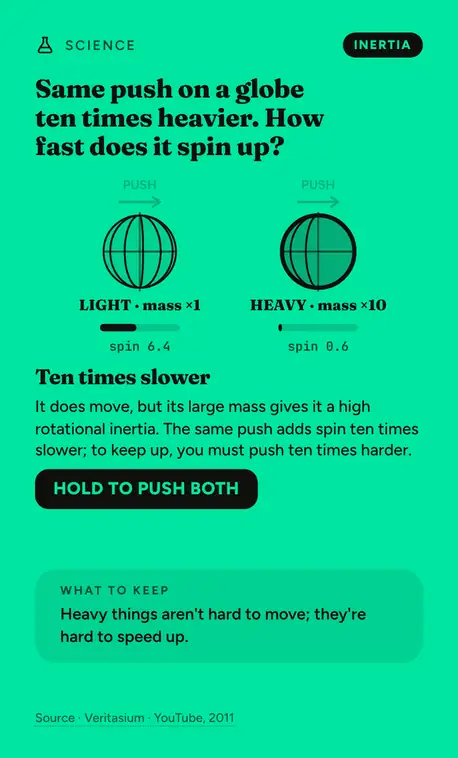 SCIENCE
INERTIA
Same push on a globe
ten times heavier. How
fast does it spin up?
PUSH PUSH
LIGHT · mass ×1 HEAVY · mass ×10
spin 6.4 spin 0.6
Ten times slower
It does move, but its large mass gives it a high
rotational inertia. The same push adds spin ten times
slower; to keep up, you must push ten times harder.
HOLD TO PUSH BOTH
WHAT TO KEEP
Heavy things aren't hard to move; they're
hard to speed up.
Source · Veritasium · YouTube, 2011